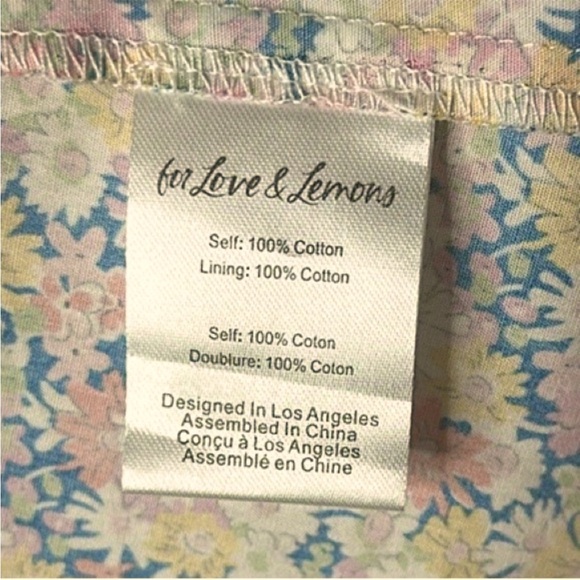 for Love & Lemons
Self: 100% Cotton
Lining: 100% Cotton
Self: 100% Coton
Doublure: 100% Coton
Designed In Los Angeles
Assembled In China
Conçu à Los Angeles
Assemblé en Chine